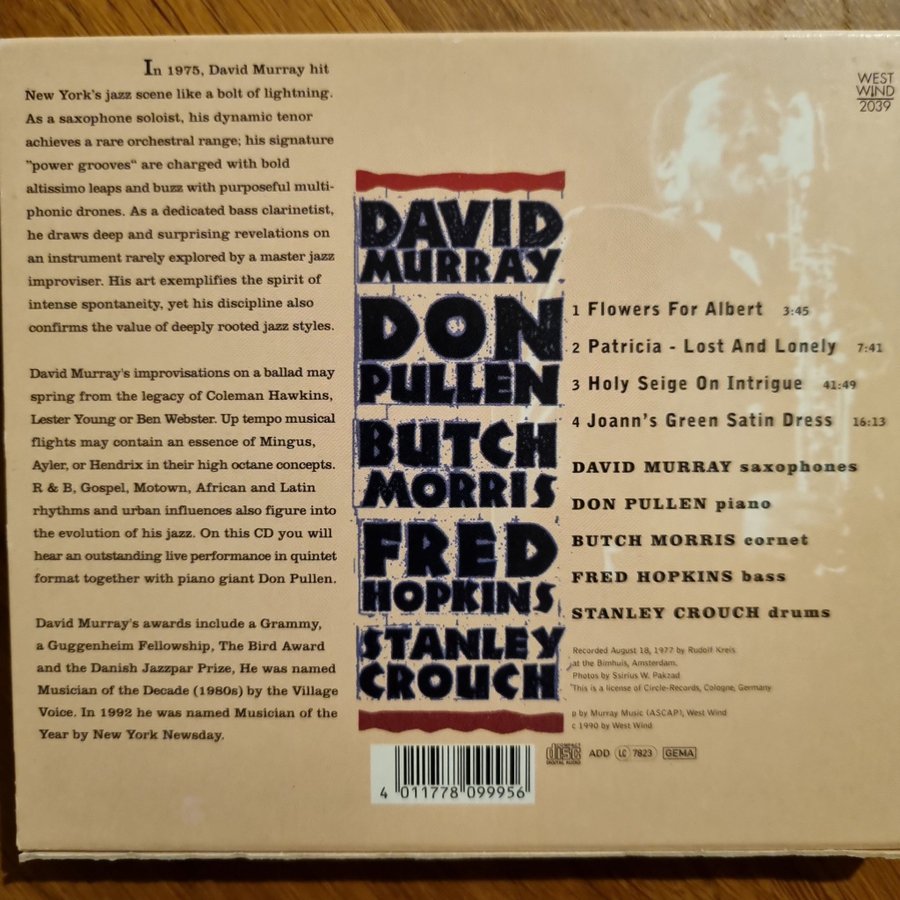 In 1975, David Murray hit
New York's jazz scene like a bolt of lightning.
As a saxophone soloist, his dynamic tenor
achieves a rare orchestral range; his signature
"power grooves" are charged with bold
altissimo leaps and buzz with purposeful multi-
phonic drones. As a dedicated bass clarinetist,
he draws deep and surprising revelations on
an instrument rarely explored by a master jazz
improviser. His art exemplifies the spirit of
intense spontaneity, yet his discipline also
confirms the value of deeply rooted jazz styles.
David Murray's improvisations on a ballad may
spring from the legacy of Coleman Hawkins,
Lester Young or Ben Webster. Up tempo musical
flights may contain an essence of Mingus,
Ayler, or Hendrix in their high octane concepts.
R & B, Gospel, Motown, African and Latin
rhythms and urban influences also figure into
the evolution of his jazz. On this CD you will
hear an outstanding live performance in quintet
format together with piano giant Don Pullen.
David Murray's awards include a Grammy,
a Guggenheim Fellowship, The Bird Award
and the Danish Jazzpar Prize, He was named
Musician of the Decade (1980s) by the Village
Voice. In 1992 he was named Musician of the
Year by New York Newsday.
DAVID
MURRAY
DON
PULLEN
BUTCH
MORRIS
FRED
HOPKINS
STANLEY
CROUCH
4 011778 099956
WEST
WIND
2039
1 Flowers For Albert 3:45
2 Patricia - Lost And Lonely 7:41
3 Holy Seige On Intrigue 41:49
4 Joann's Green Satin Dress 16:13
DAVID MURRAY saxophones
DON PULLEN piano
BUTCH MORRIS cornet
FRED HOPKINS bass
STANLEY CROUCH drums
Recorded August 18, 1977 by Rudolf Kreis
at the Bimhuis, Amsterdam.
Photos by Ssirius W. Pakzad
This is a license of Circle-Records, Cologne, Germany
p by Murray Music (ASCAP), West Wind
c 1990 by West Wind
COMPACT disc DIGITAL AUDIO ADD LC 7823 GEMA